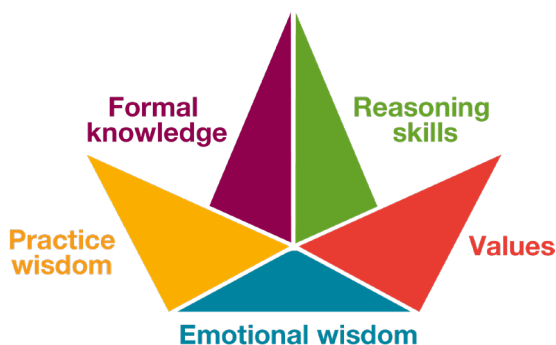 Formal
knowledge
Reasoning
skills
Practice
wisdom
Values
Emotional wisdom